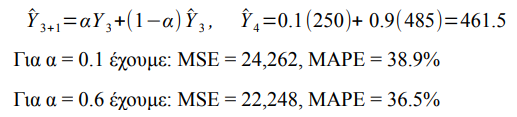 Ŷ₃₊₁=αY₃+(1−α)Ŷ₃, Ŷ₄=0.1(250)+0.9(485)=461.5
Για α = 0.1 έχουμε: MSE = 24,262, MAPE = 38.9%
Για α = 0.6 έχουμε: MSE = 22,248, MAPE = 36.5%